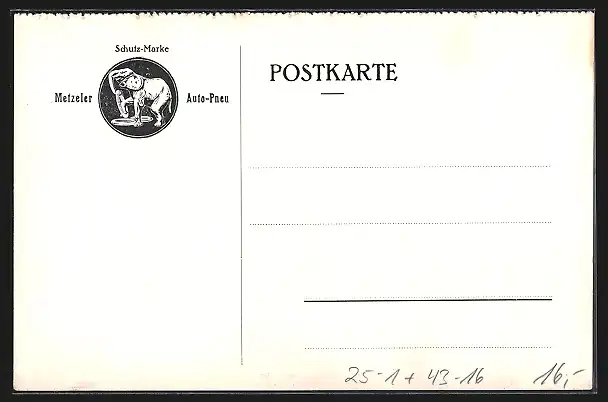 Schutz-Marke
Metzeler Auto-Pneu
POSTKARTE
25-1+43-16 16,-